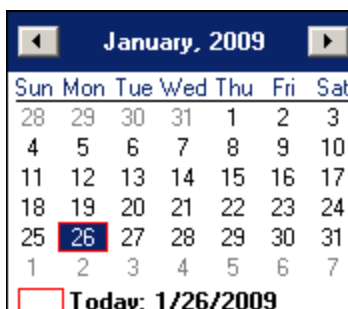 January, 2009
Sun Mon Tue Wed Thu Fri Sat
28 29 30 31 1 2 3
4 5 6 7 8 9 10
11 12 13 14 15 16 17
18 19 20 21 22 23 24
25 26 27 28 29 30 31
1 2 3 4 5 6 7
Today: 1/26/2009